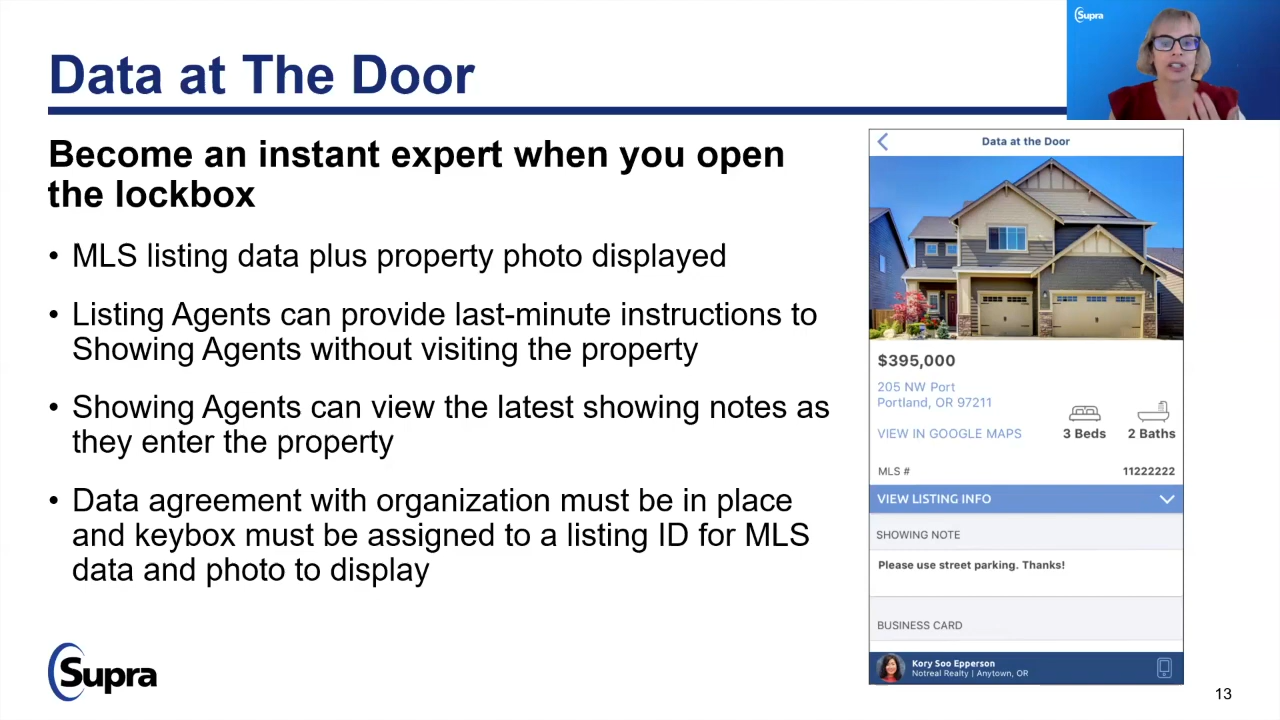 Supra
Data at The Door
Become an instant expert when you open
the lockbox
• MLS listing data plus property photo displayed
• Listing Agents can provide last-minute instructions to
Showing Agents without visiting the property
• Showing Agents can view the latest showing notes as
they enter the property
• Data agreement with organization must be in place
and keybox must be assigned to a listing ID for MLS
data and photo to display
Data at the Door
$395,000
205 NW Port
Portland, OR 97211
VIEW IN GOOGLE MAPS
3 Beds
2 Baths
MLS #
11222222
VIEW LISTING INFO
SHOWING NOTE
Please use street parking. Thanks!
BUSINESS CARD
Kory Soo Epperson
Notreal Realty | Anytown, OR
Supra
13